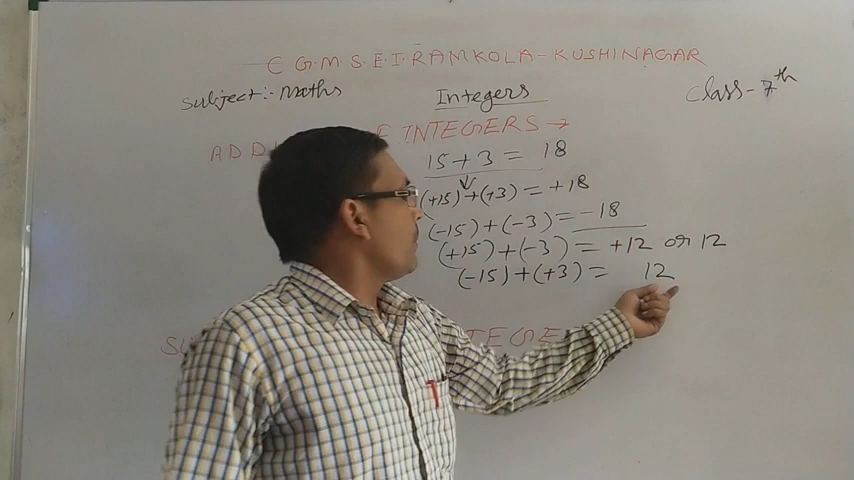 C G.M.S.E.I. RAMKOLA - KUSHINAGAR
Subject:- Maths Integers Class - 7th
INTEGERS →
15 + 3 = 18
(+15) + (+3) = +18
(-15) + (-3) = -18
(+15) + (-3) = +12 or 12
(-15) + (+3) = 12